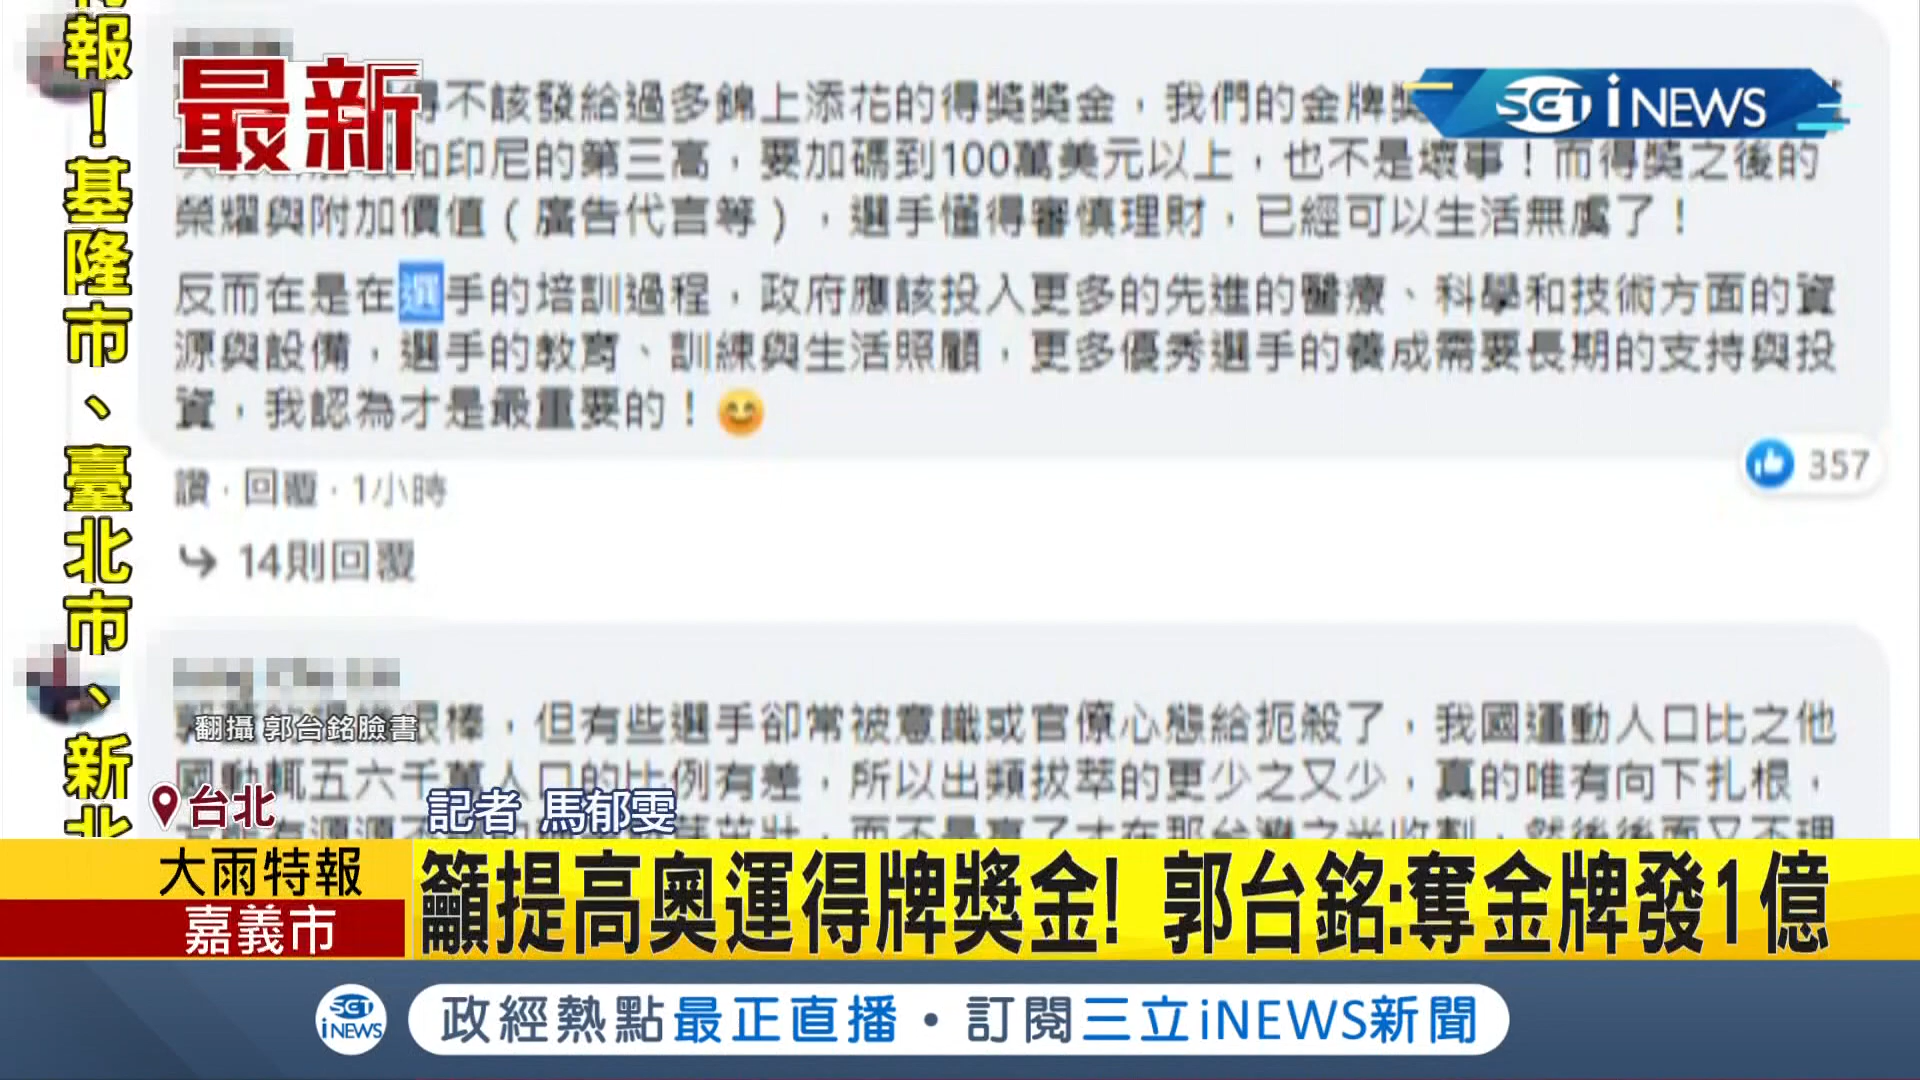 報！基隆市、臺北市、新北
最新
SET iNEWS
得不該發給過多錦上添花的得獎獎金，我們的金牌獎
和印尼的第三高，要加碼到100萬美元以上，也不是壞事！而得獎之後的
榮耀與附加價值（廣告代言等），選手懂得審慎理財，已經可以生活無虞了！
反而在是在選手的培訓過程，政府應該投入更多的先進的醫療、科學和技術方面的資
源與設備，選手的教育、訓練與生活照顧，更多優秀選手的養成需要長期的支持與投
資，我認為才是最重要的！😊
357
讚·回覆·1小時
14則回覆
很棒，但有些選手卻常被意識或官僚心態給扼殺了，我國運動人口比之他
翻攝 郭台銘臉書
國動輒五六千萬人口的比例有差，所以出類拔萃的更少之又少，真的唯有向下扎根，
台北
記者 馬郁雯
大雨特報
嘉義市
籲提高奧運得牌獎金! 郭台銘:奪金牌發1億
SET iNEWS
政經熱點最正直播・訂閱三立iNEWS新聞